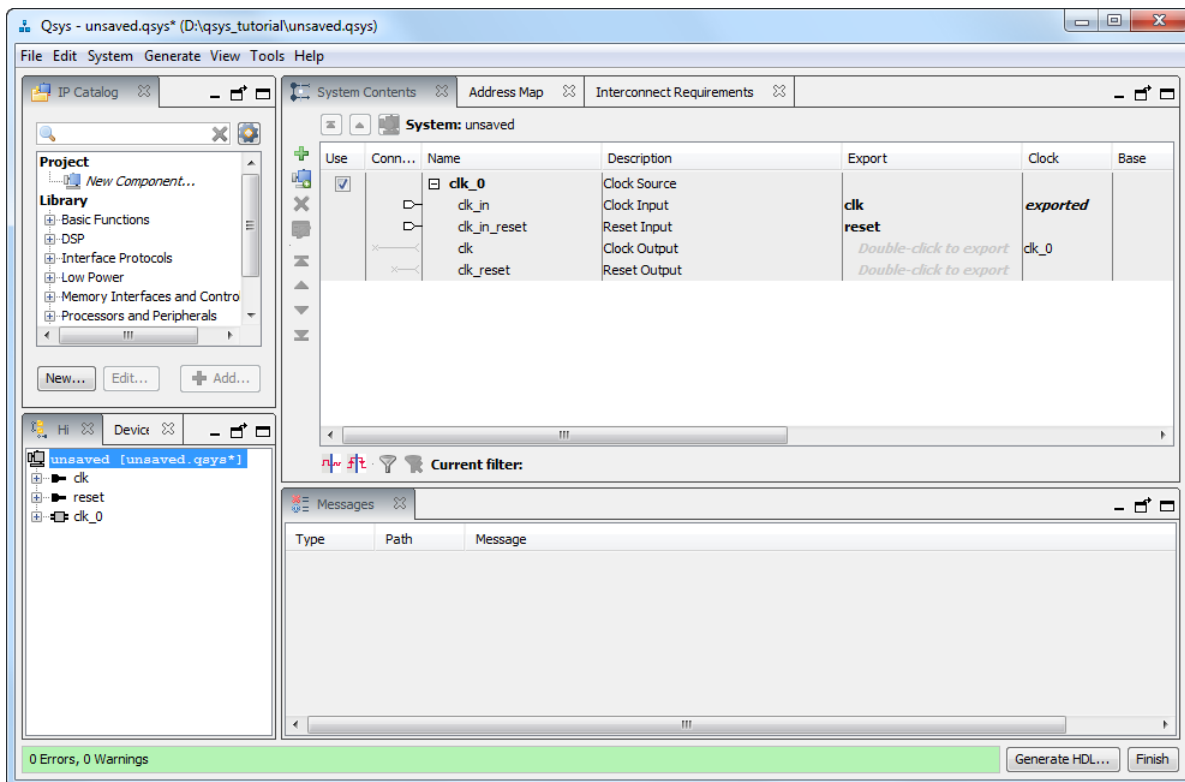 Qsys - unsaved.qsys* (D:\qsys_tutorial\unsaved.qsys)
File Edit System Generate View Tools Help
IP Catalog
Project
New Component...
Library
Basic Functions
DSP
Interface Protocols
Low Power
Memory Interfaces and Contro
Processors and Peripherals
New... Edit... Add...
System Contents Address Map Interconnect Requirements
System: unsaved
Use Conn... Name Description Export Clock Base
clk_0 Clock Source
clk_in Clock Input clk exported
clk_in_reset Reset Input reset
clk Clock Output Double-click to export clk_0
clk_reset Reset Output Double-click to export
Current filter:
Hi Device
unsaved [unsaved.qsys*]
clk
reset
clk_0
Messages
Type Path Message
0 Errors, 0 Warnings
Generate HDL... Finish